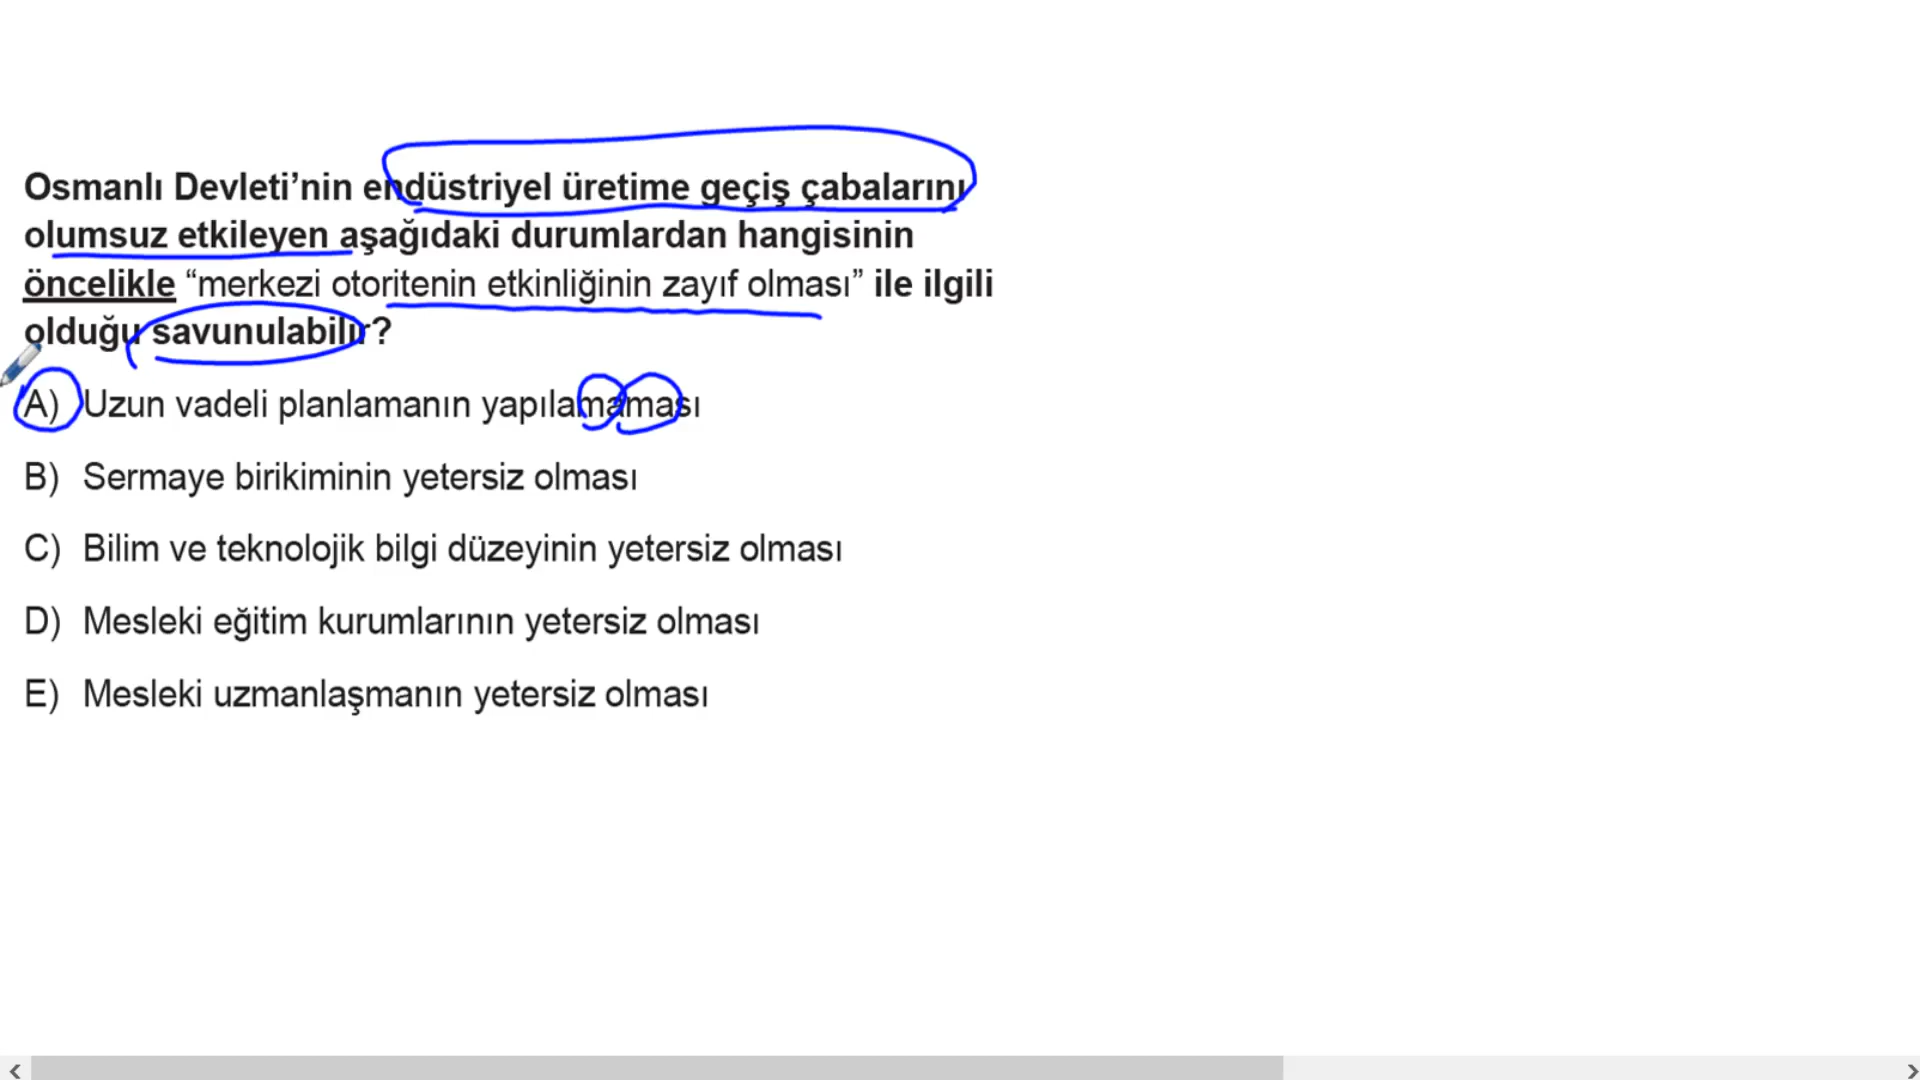 Osmanlı Devleti’nin endüstriyel üretime geçiş çabalarını
olumsuz etkileyen aşağıdaki durumlardan hangisinin
öncelikle “merkezi otoritenin etkinliğinin zayıf olması” ile ilgili
olduğu savunulabilir?
A) Uzun vadeli planlamanın yapılamaması
B) Sermaye birikiminin yetersiz olması
C) Bilim ve teknolojik bilgi düzeyinin yetersiz olması
D) Mesleki eğitim kurumlarının yetersiz olması
E) Mesleki uzmanlaşmanın yetersiz olması